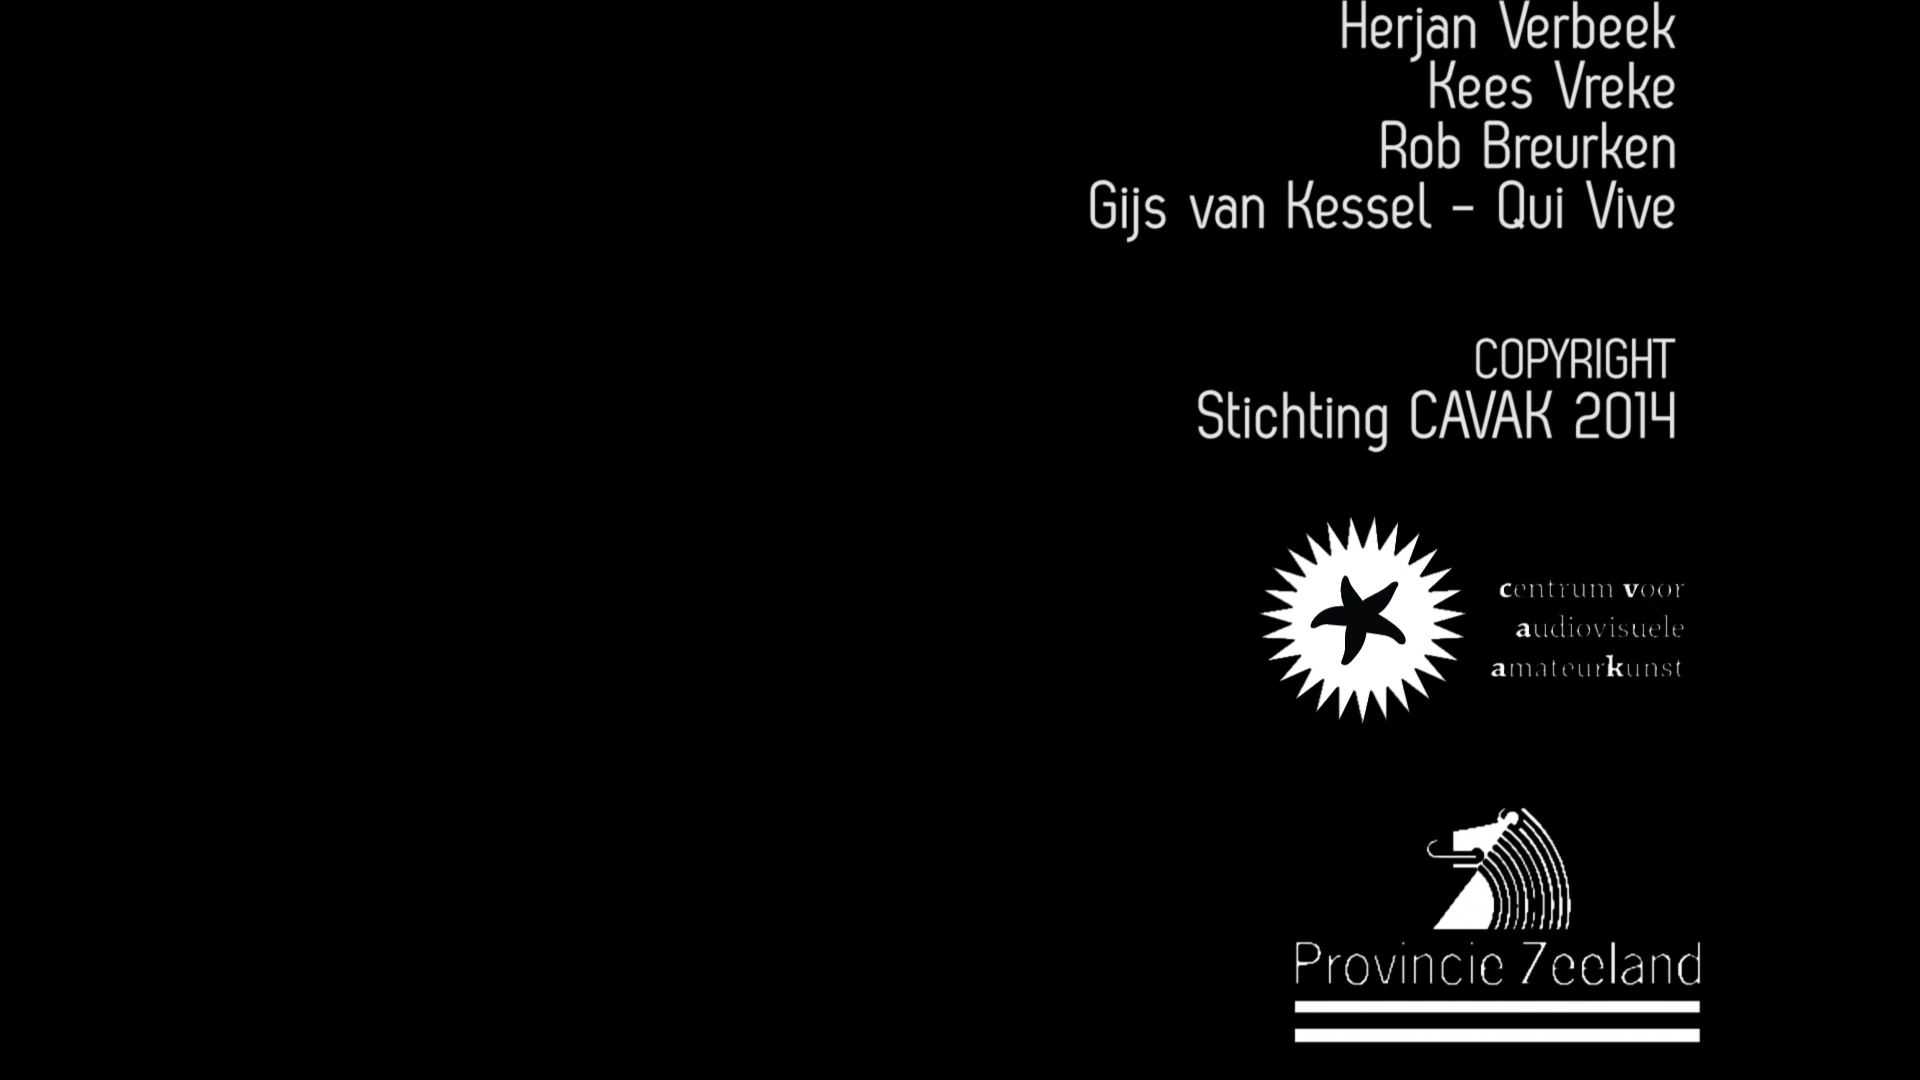 Herjan Verbeek
Kees Vreke
Rob Breurken
Gijs van Kessel - Qui Vive
COPYRIGHT
Stichting CAVAK 2014
centrum voor
audiovisuele
amateurkunst
Provincie Zeeland